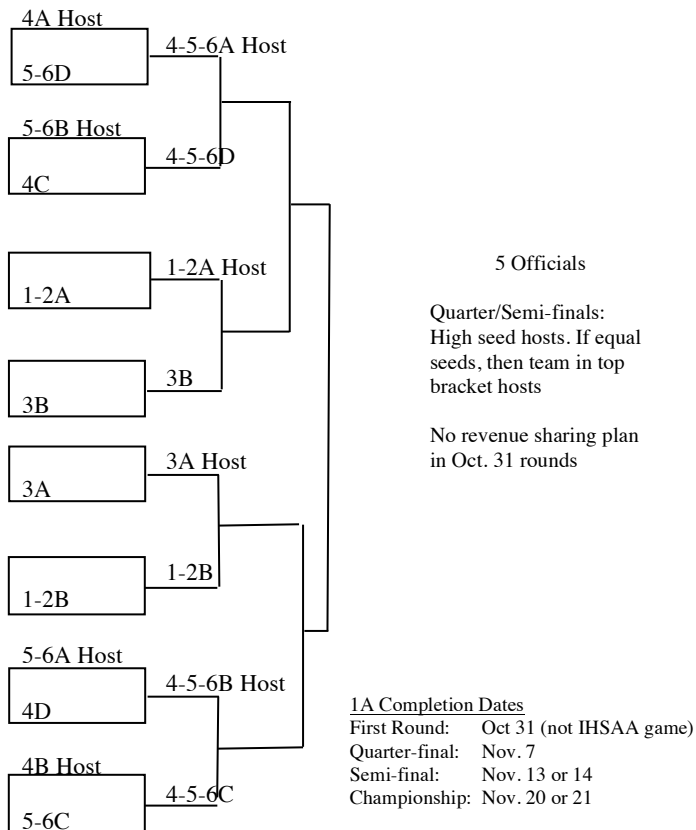 4A Host
4-5-6A Host
5-6D
5-6B Host
4-5-6D
4C
1-2A Host
1-2A
3B
3B
3A Host
3A
1-2B
1-2B
5-6A Host
4-5-6B Host
4D
4B Host
4-5-6C
5-6C
5 Officials
Quarter/Semi-finals:
High seed hosts. If equal
seeds, then team in top
bracket hosts
No revenue sharing plan
in Oct. 31 rounds
1A Completion Dates
First Round: Oct 31 (not IHSAA game)
Quarter-final: Nov. 7
Semi-final: Nov. 13 or 14
Championship: Nov. 20 or 21